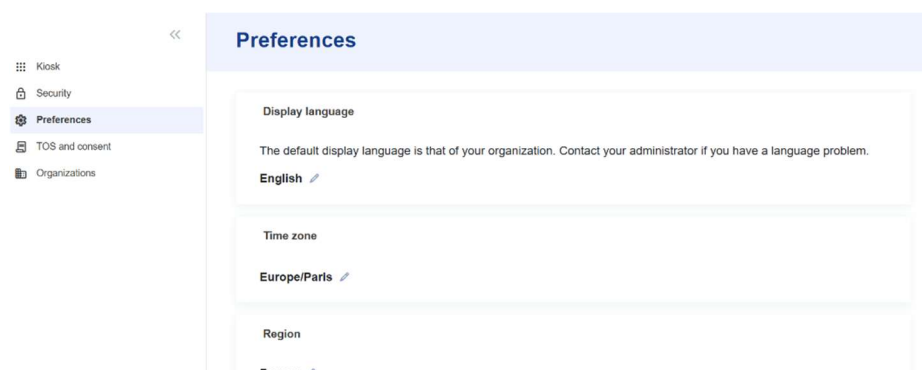 Preferences
Kiosk
Security
Preferences
TOS and consent
Organizations
Display language
The default display language is that of your organization. Contact your administrator if you have a language problem.
English
Time zone
Europe/Paris
Region